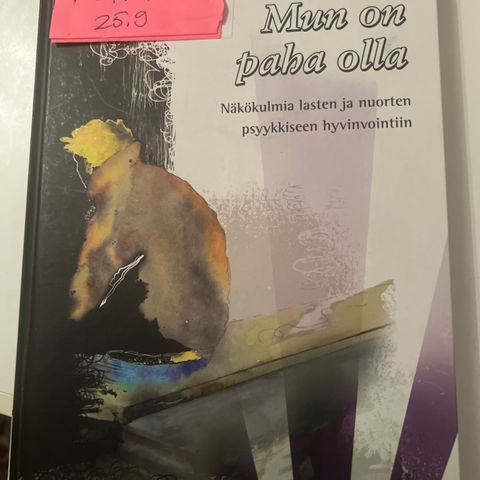 25.9
Mun on
paha olla
Näkökulmia lasten ja nuorten
psyykkiseen hyvinvointiin